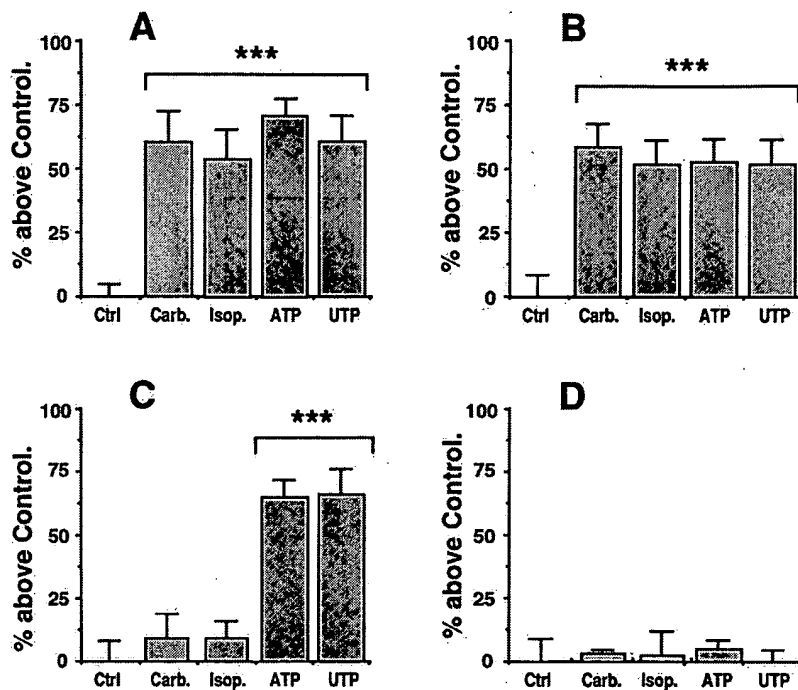 A
B
***
***
100
75
50
25
0
% above Control.
Ctrl Carb. Isop. ATP UTP
100
75
50
25
0
% above Control.
Ctrl Carb. Isop. ATP UTP
C
D
***
100
75
50
25
0
% above Control.
Ctrl Carb. Isop. ATP UTP
100
75
50
25
0
% above Control.
Ctrl Carb. Isop. ATP UTP